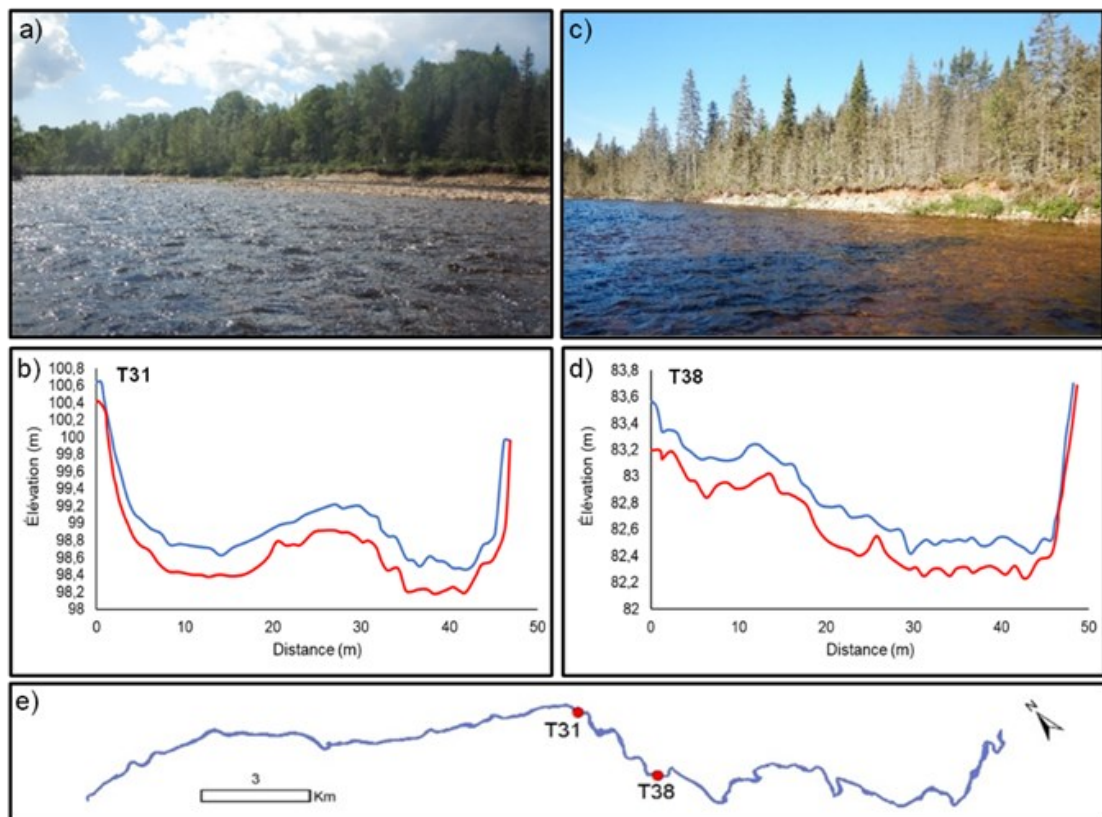 a)
c)
b)
T31
Élévation (m)
100,8
100,6
100,4
100,2
100
99,8
99,6
99,4
99,2
99
98,8
98,6
98,4
98,2
98
0 10 20 30 40 50
Distance (m)
d)
T38
Élévation (m)
83,8
83,6
83,2
83
82,8
82,6
82,4
82,2
82
0 10 20 30 40 50
Distance (m)
e)
T31
T38
3
Km
N